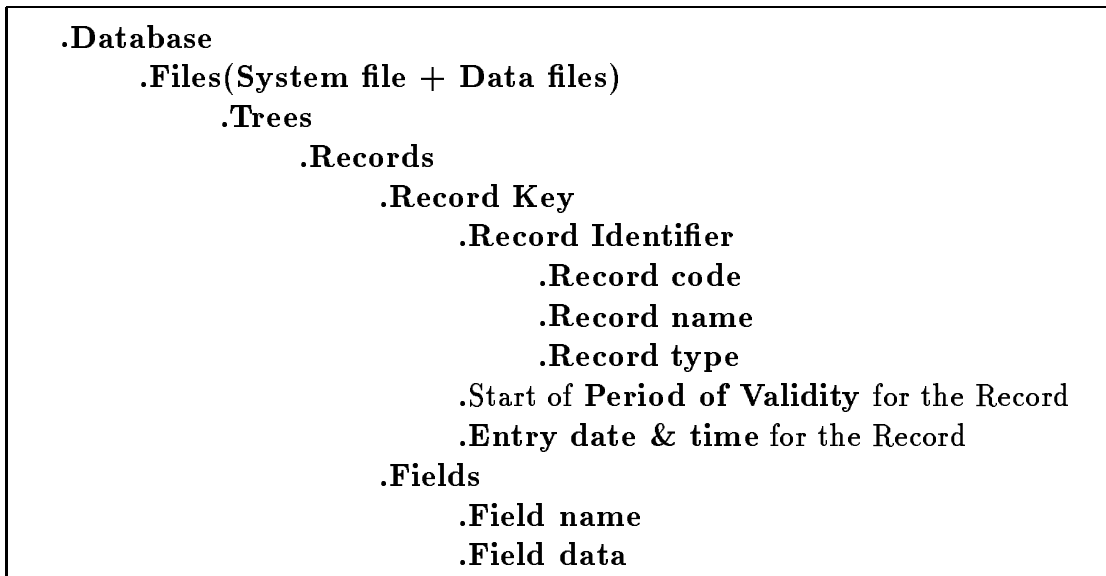 .Database
.Files(System file + Data files)
.Trees
.Records
.Record Key
.Record Identifier
.Record code
.Record name
.Record type
.Start of Period of Validity for the Record
.Entry date & time for the Record
.Fields
.Field name
.Field data